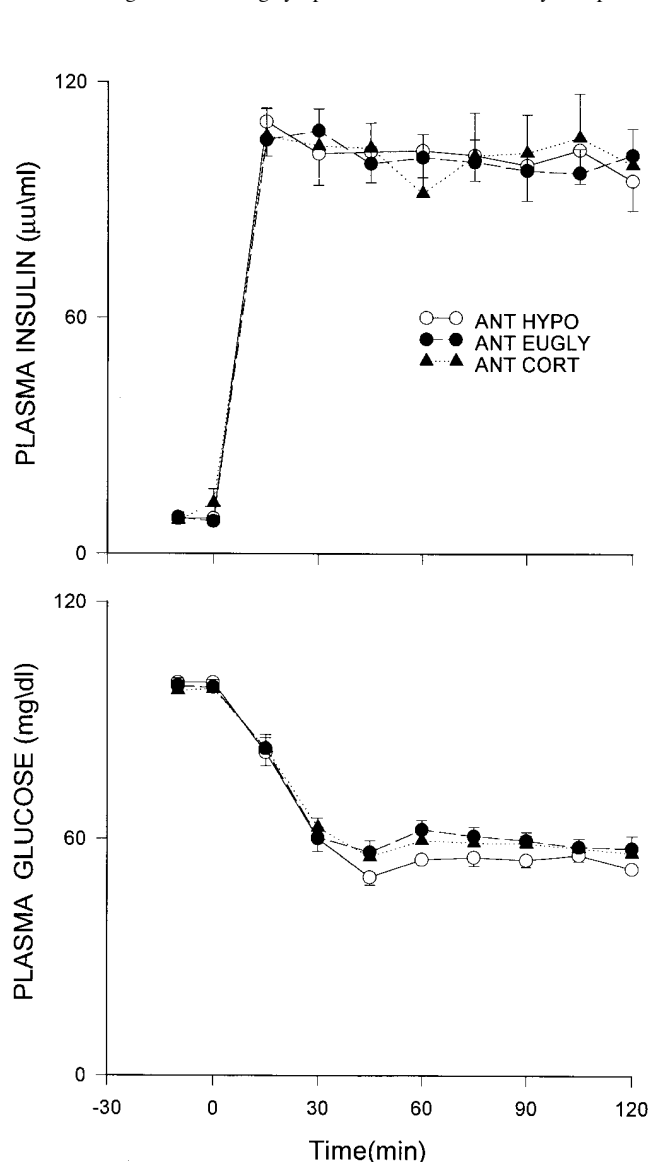 120
60
0
PLASMA INSULIN (μu\ml)
ANT HYPO
ANT EUGLY
ANT CORT
120
60
0
PLASMA GLUCOSE (mg\dl)
-30 0 30 60 90 120
Time(min)